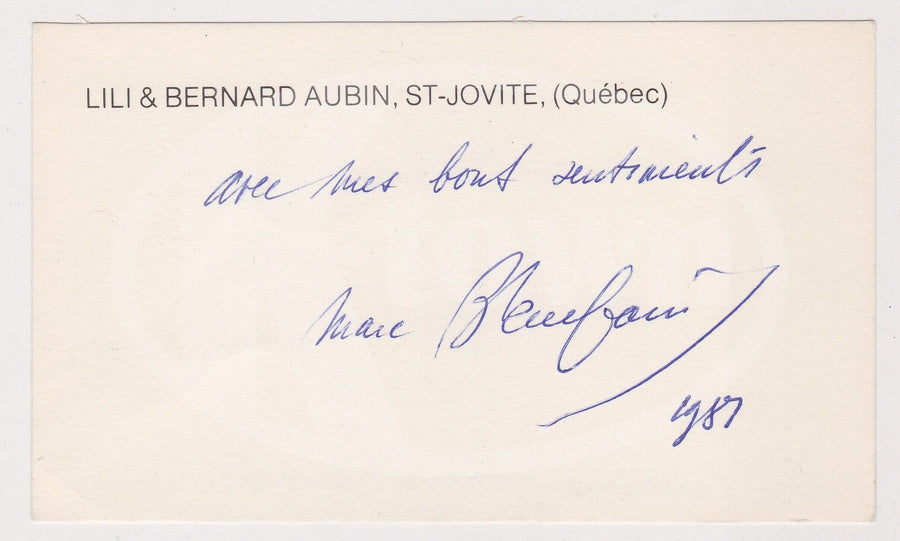 LILI & BERNARD AUBIN, ST-JOVITE, (Québec)
avec mes bons sentiments
Marc
1987